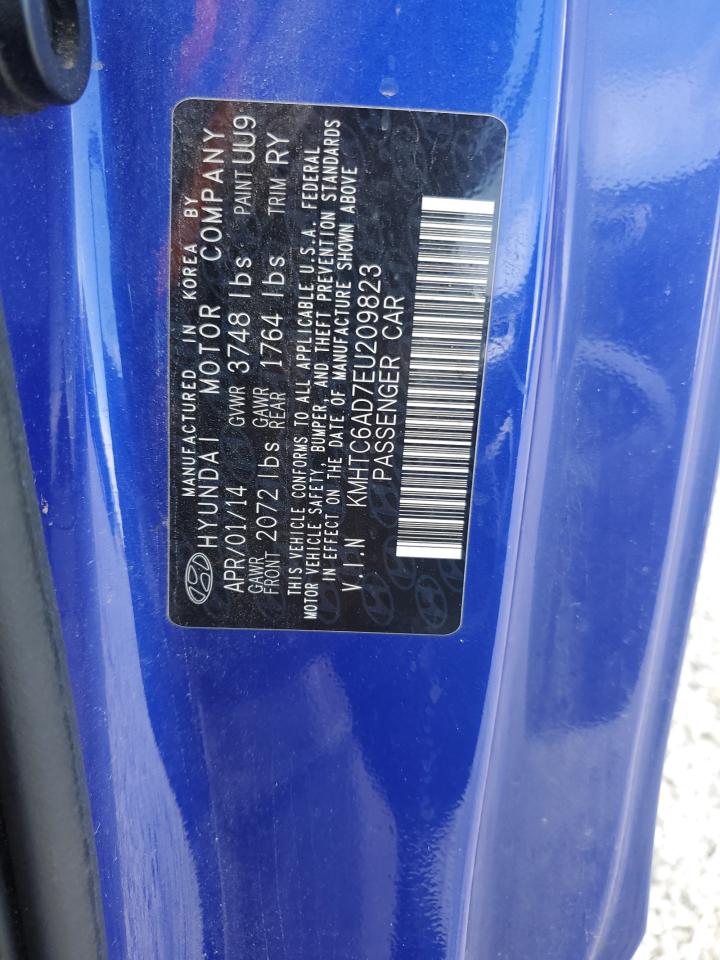 MANUFACTURED IN KOREA BY
HYUNDAI MOTOR COMPANY
APR/01/14 GVWR 3748 lbs PAINT UU9
GAWR FRONT 2072 lbs GAWR REAR 1764 lbs TRIM RY
THIS VEHICLE CONFORMS TO ALL APPLICABLE U.S.A. FEDERAL
MOTOR VEHICLE SAFETY, BUMPER, AND THEFT PREVENTION STANDARDS
IN EFFECT ON THE DATE OF MANUFACTURE SHOWN ABOVE
V.I.N KMHTC6AD7EU209823
PASSENGER CAR